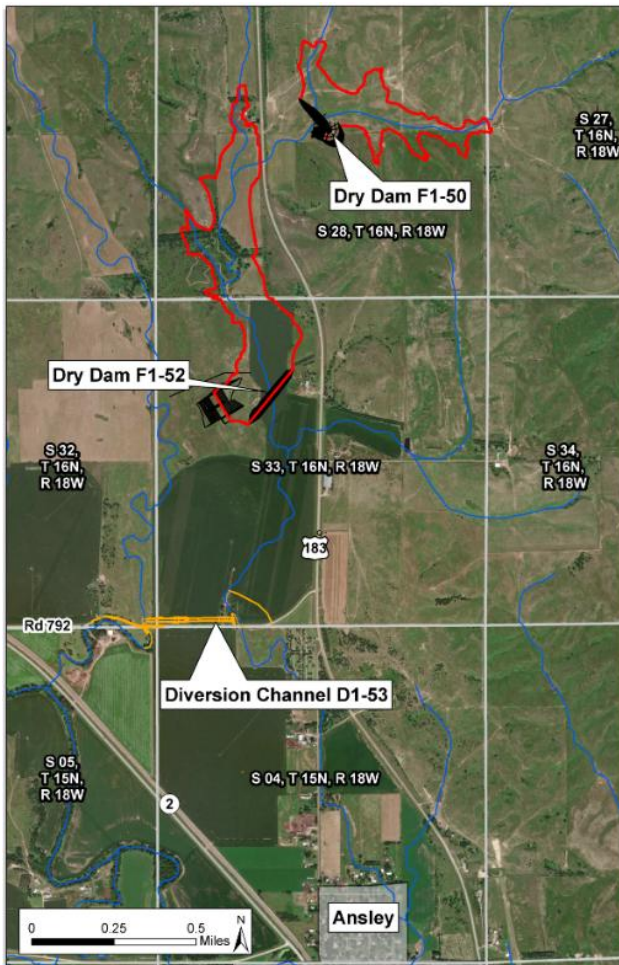 S 27,
T 16N,
R 18W
Dry Dam F1-50
S 28, T 16N, R 18W
Dry Dam F1-52
S 32,
T 16N,
R 18W
S 33, T 16N, R 18W
S 34,
T 16N,
R 18W
183
Rd 792
Diversion Channel D1-53
S 05,
T 15N,
R 18W
S 04, T 15N, R 18W
2
Ansley
0 0.25 0.5
Miles
N